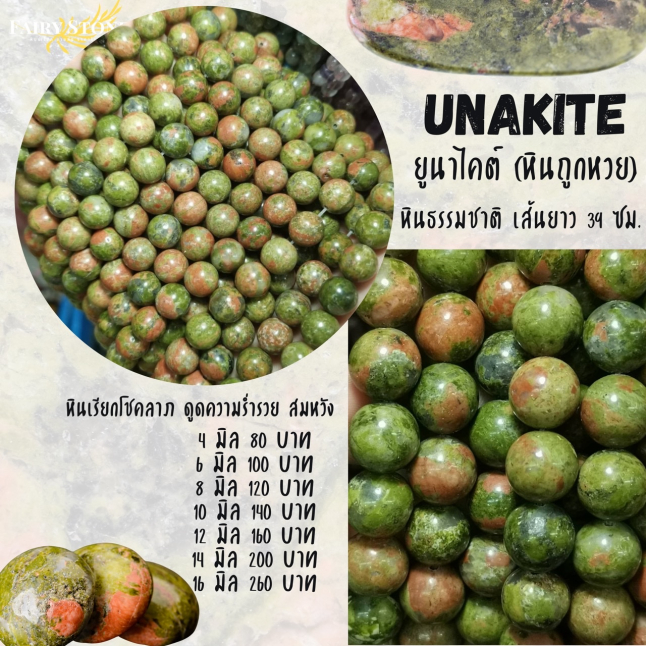 FAIRY STON
UNAKITE
ยูนาไคต์ (หินถูกหวย)
หินธรรมชาติ เส้นยาว 39 ซม.
หินเรียกโชคลาภ ดูดความร่ำรวย สมหวัง
4 มิล 80 บาท
6 มิล 100 บาท
8 มิล 120 บาท
10 มิล 140 บาท
12 มิล 160 บาท
14 มิล 200 บาท
16 มิล 260 บาท